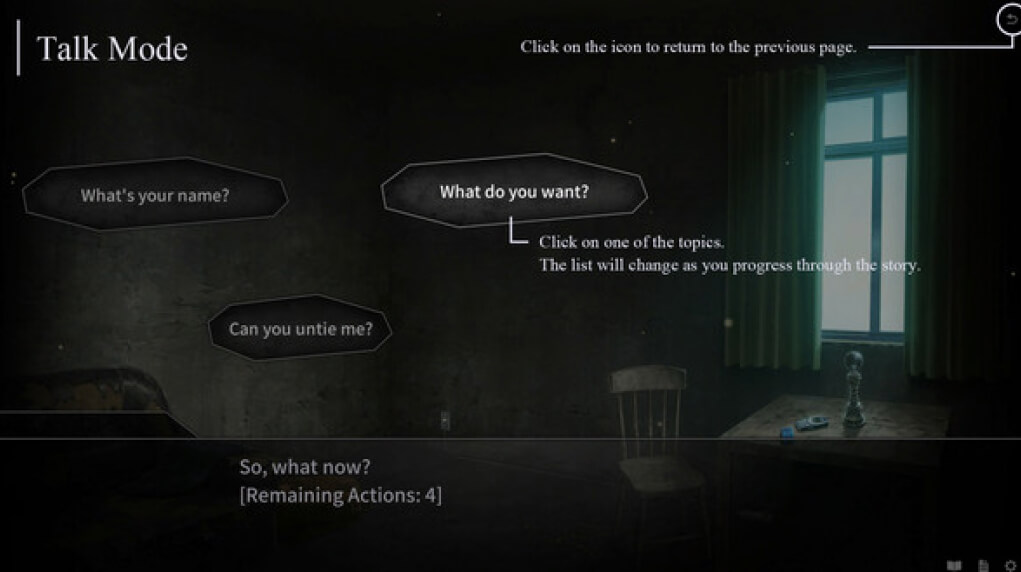 Talk Mode
Click on the icon to return to the previous page.
What's your name?
What do you want?
Click on one of the topics.
The list will change as you progress through the story.
Can you untie me?
So, what now?
[Remaining Actions: 4]